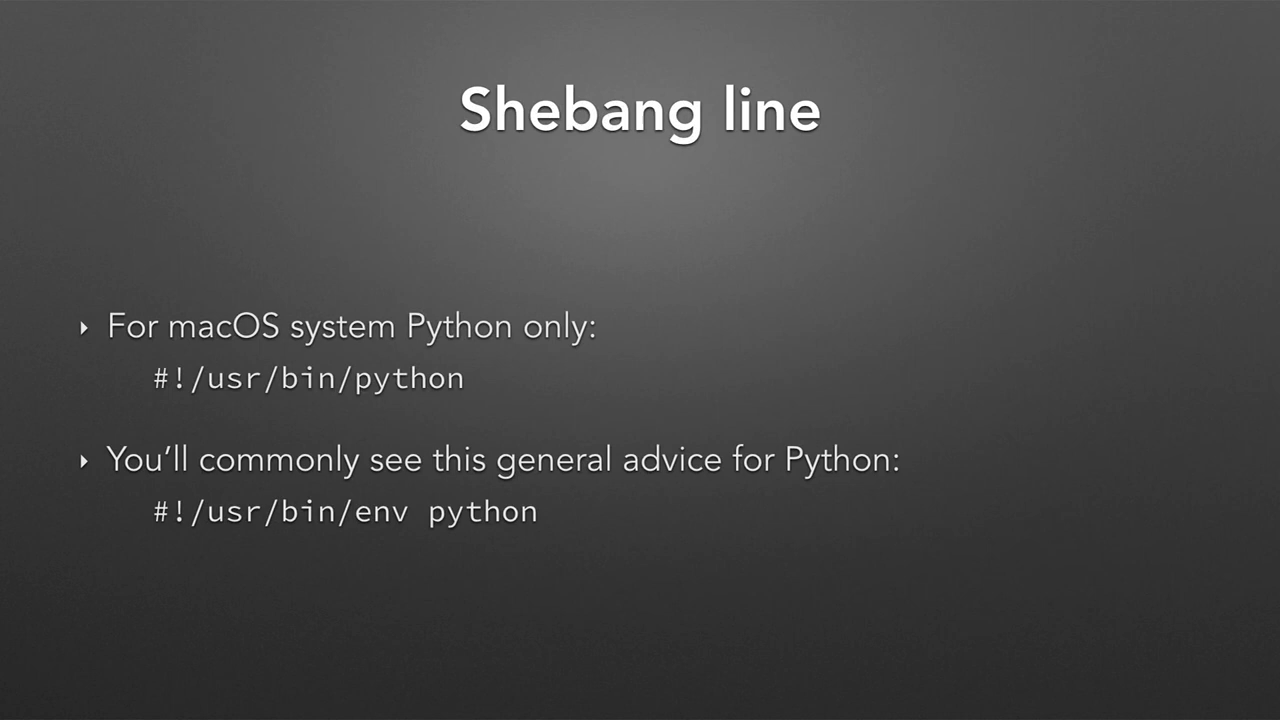 Shebang line
‣ For macOS system Python only:
#!/usr/bin/python
‣ You’ll commonly see this general advice for Python:
#!/usr/bin/env python